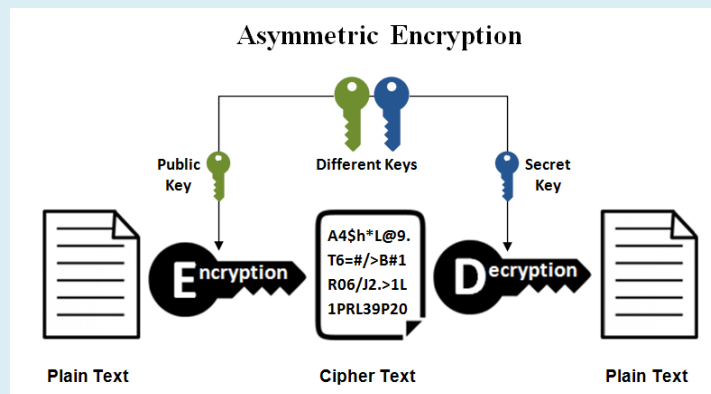 Asymmetric Encryption
Public
Key
Different Keys
Secret
Key
Encryption
A4$h*L@9.
T6=#/>B#1
R06/J2.>1L
1PRL39P20
Decryption
Plain Text
Cipher Text
Plain Text